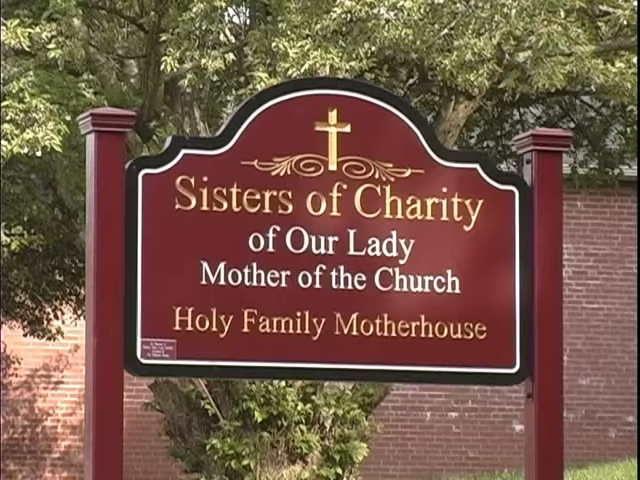 Sisters of Charity
of Our Lady
Mother of the Church
Holy Family Motherhouse